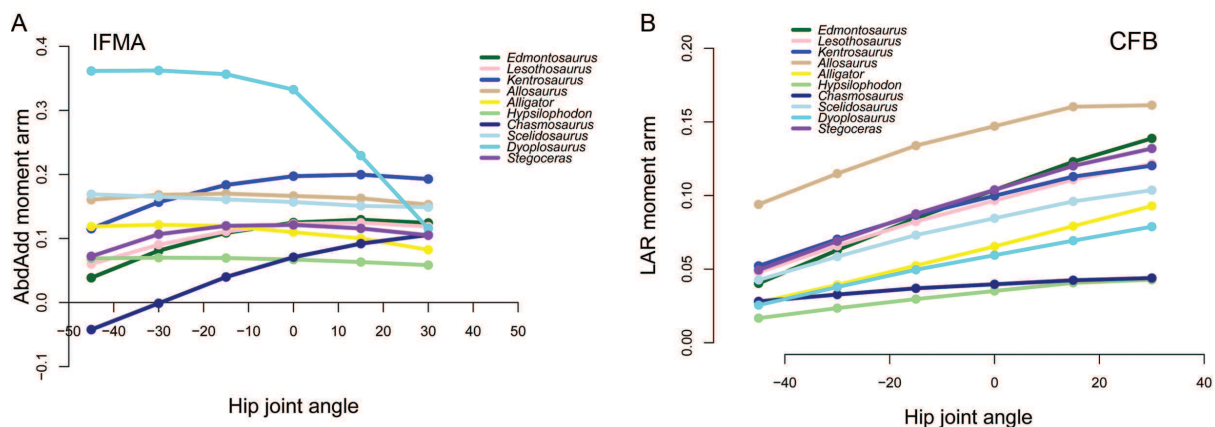 A
IFMA
AbdAdd moment arm
0.4
0.3
0.2
0.1
0.0
−0.1
−50 −40 −30 −20 −10 0 10 20 30 40 50
Hip joint angle
Edmontosaurus
Lesothosaurus
Kentrosaurus
Allosaurus
Alligator
Hypsilophodon
Chasmosaurus
Scelidosaurus
Dyoplosaurus
Stegoceras
B
CFB
LAR moment arm
0.20
0.15
0.10
0.05
0.00
−40 −20 0 20 40
Hip joint angle
Edmontosaurus
Lesothosaurus
Kentrosaurus
Allosaurus
Alligator
Hypsilophodon
Chasmosaurus
Scelidosaurus
Dyoplosaurus
Stegoceras